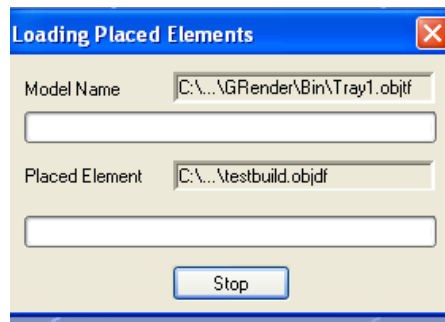 Loading Placed Elements
Model Name C:\...\GRender\Bin\Tray1.objtf
Placed Element C:\...\testbuild.objdf
Stop